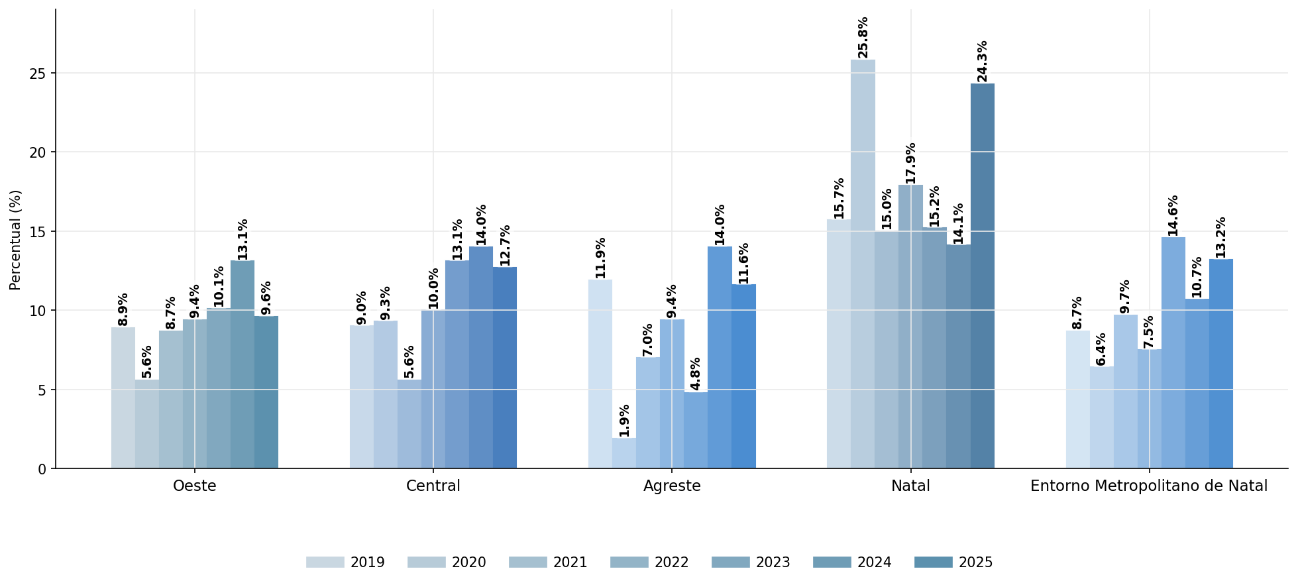 Percentual (%)
25
20
15
10
5
0
8.9% 5.6% 8.7% 9.4% 10.1% 13.1% 9.6%
9.0% 9.3% 5.6% 10.0% 13.1% 14.0% 12.7%
11.9% 1.9% 7.0% 9.4% 4.8% 14.0% 11.6%
15.7% 25.8% 15.0% 17.9% 15.2% 14.1% 24.3%
8.7% 6.4% 9.7% 7.5% 14.6% 10.7% 13.2%
Oeste Central Agreste Natal Entorno Metropolitano de Natal
2019 2020 2021 2022 2023 2024 2025